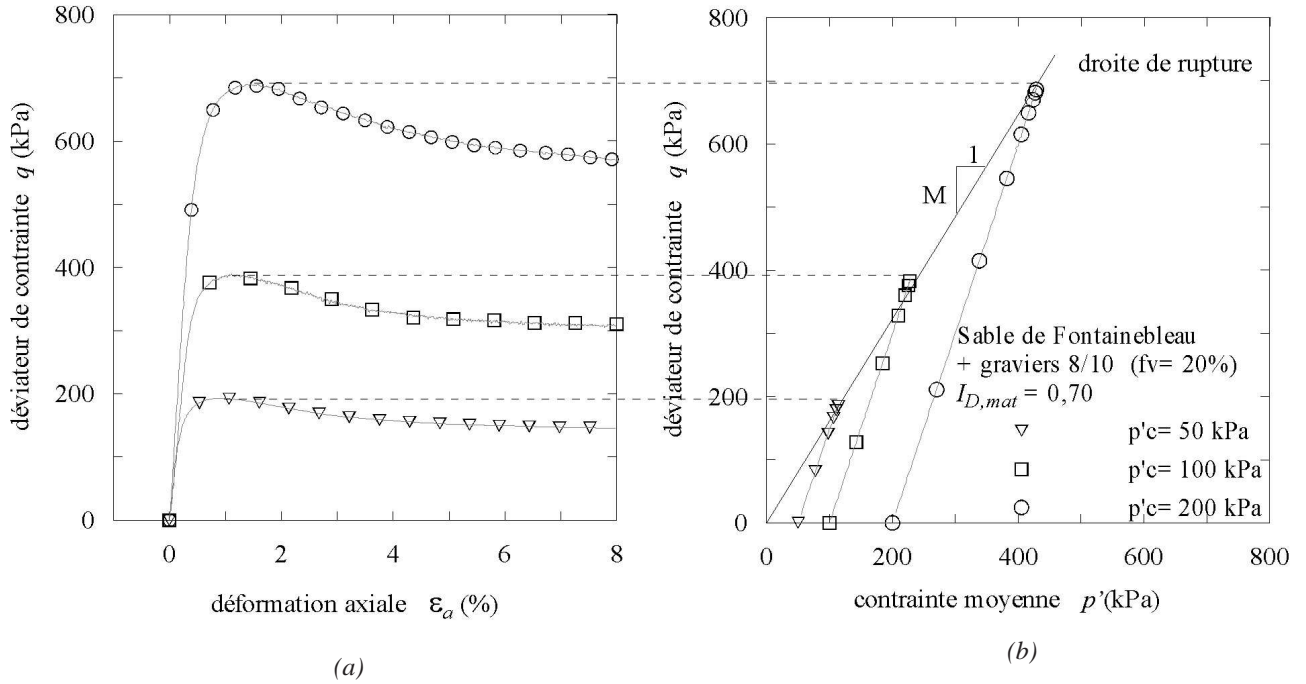 800
600
400
200
0
déviateur de contrainte q (kPa)
0 2 4 6 8
déformation axiale εa (%)
(a)
800
600
400
200
0
déviateur de contrainte q (kPa)
droite de rupture
1
M
Sable de Fontainebleau
+ graviers 8/10 (fv= 20%)
ID,mat = 0,70
p'c= 50 kPa
p'c= 100 kPa
p'c= 200 kPa
0 200 400 600 800
contrainte moyenne p'(kPa)
(b)